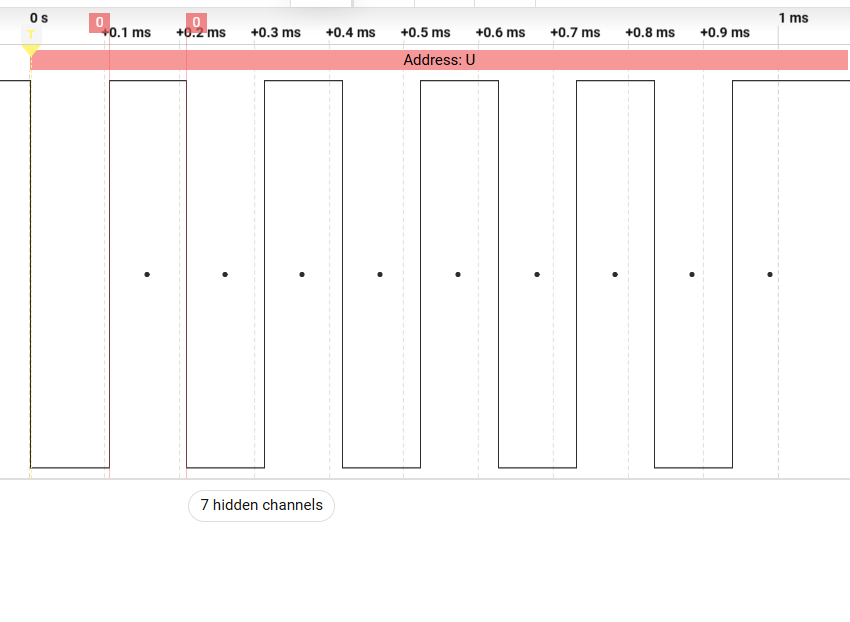 0 s
1 ms
0
0
+0.1 ms
+0.2 ms
+0.3 ms
+0.4 ms
+0.5 ms
+0.6 ms
+0.7 ms
+0.8 ms
+0.9 ms
T
Address: U
7 hidden channels